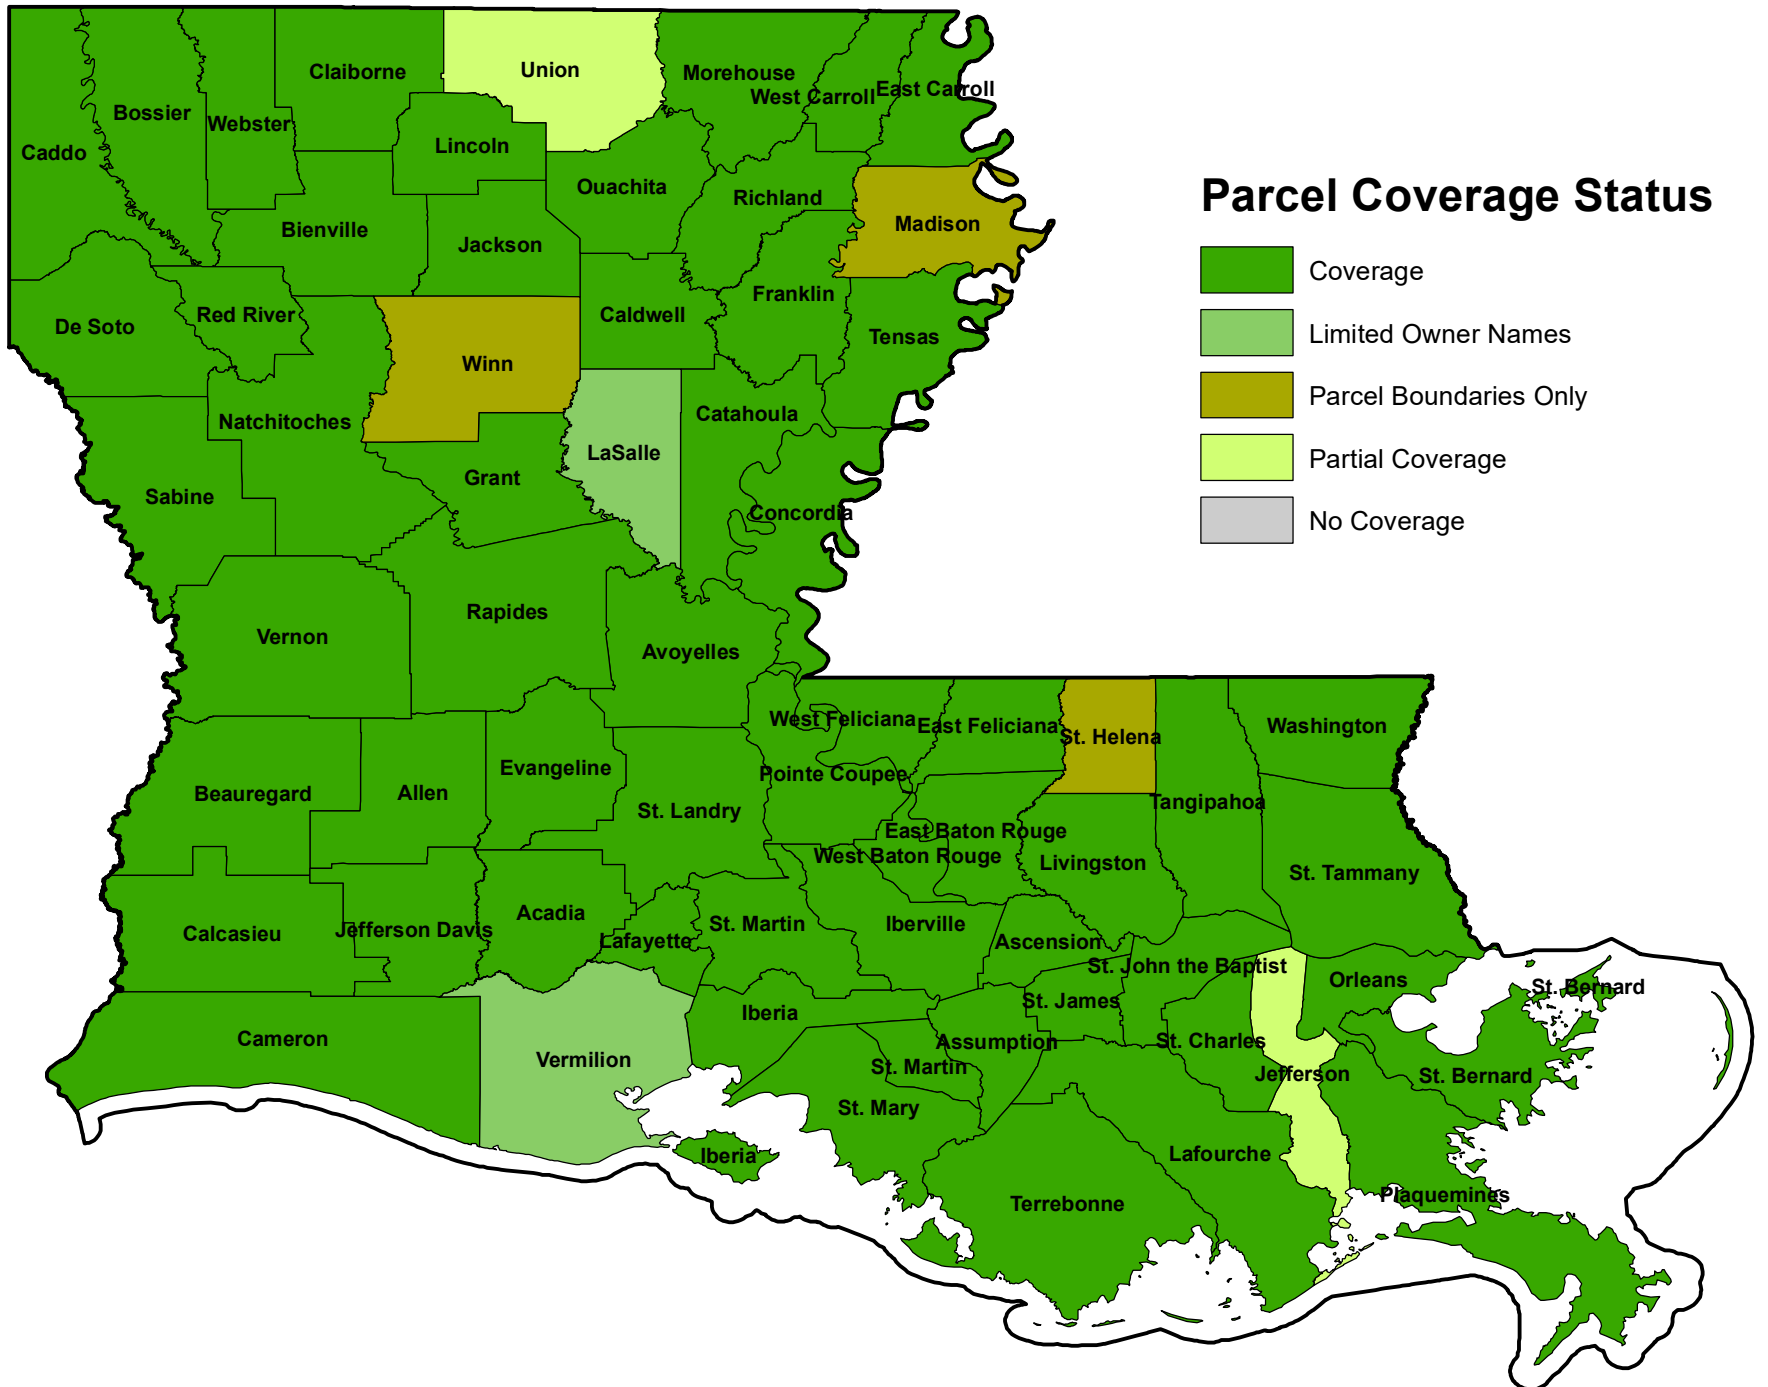 Parcel Coverage Status
Coverage
Limited Owner Names
Parcel Boundaries Only
Partial Coverage
No Coverage
Union
Claiborne
Morehouse
East Carroll
West Carroll
Bossier
Webster
Lincoln
Caddo
Ouachita
Richland
Madison
Bienville
Jackson
Franklin
Red River
Caldwell
De Soto
Tensas
Winn
Catahoula
Natchitoches
LaSalle
Grant
Sabine
Concordia
Rapides
Vernon
Avoyelles
West Feliciana
East Feliciana
Washington
St. Helena
Evangeline
Pointe Coupee
Beauregard
Allen
Tangipahoa
St. Landry
East Baton Rouge
West Baton Rouge
Livingston
St. Tammany
Acadia
St. Martin
Iberville
Jefferson Davis
Calcasieu
Lafayette
Ascension
St. John the Baptist
Orleans
St. Bernard
St. James
Iberia
Cameron
Assumption
St. Charles
Vermilion
St. Martin
Jefferson
St. Bernard
St. Mary
Lafourche
Iberia
Plaquemines
Terrebonne